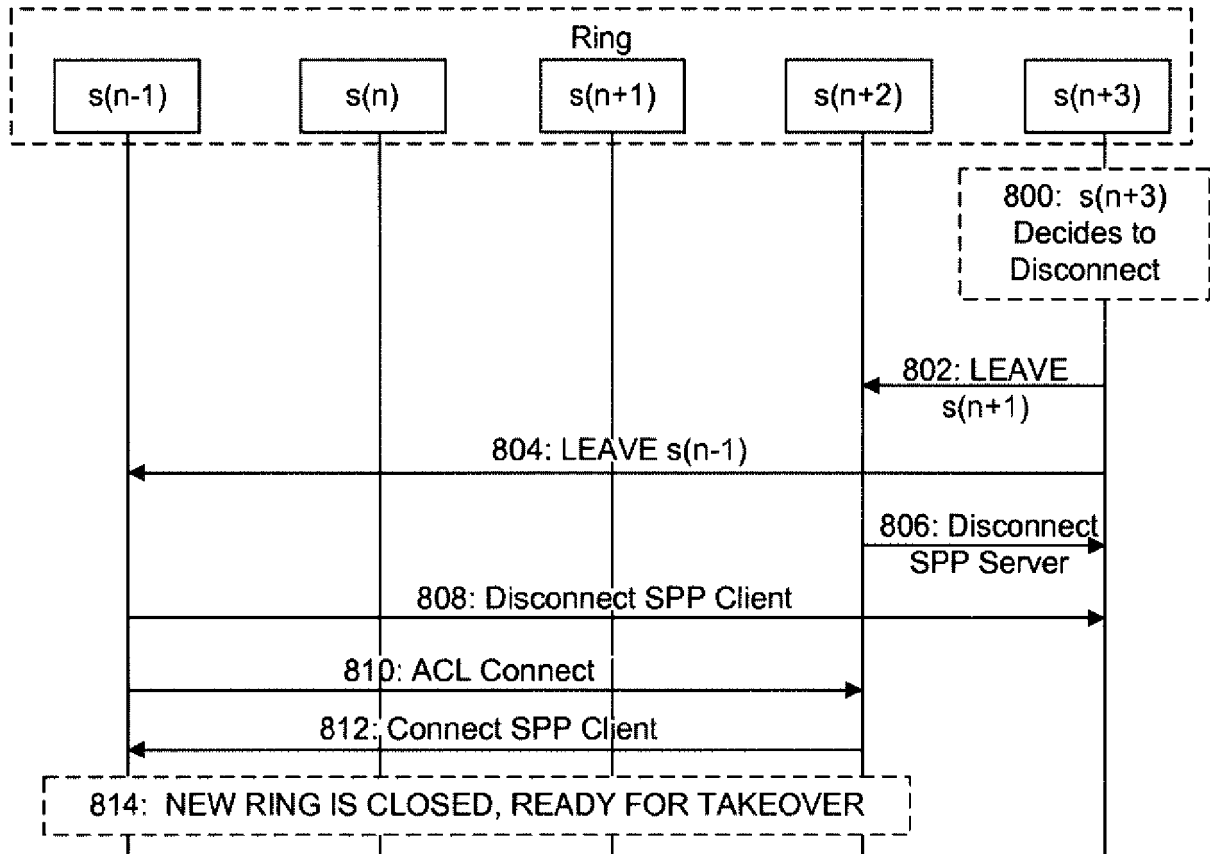 Ring
s(n-1) s(n) s(n+1) s(n+2) s(n+3)
800: s(n+3)
Decides to
Disconnect
802: LEAVE
s(n+1)
804: LEAVE s(n-1)
806: Disconnect
SPP Server
808: Disconnect SPP Client
810: ACL Connect
812: Connect SPP Client
814: NEW RING IS CLOSED, READY FOR TAKEOVER